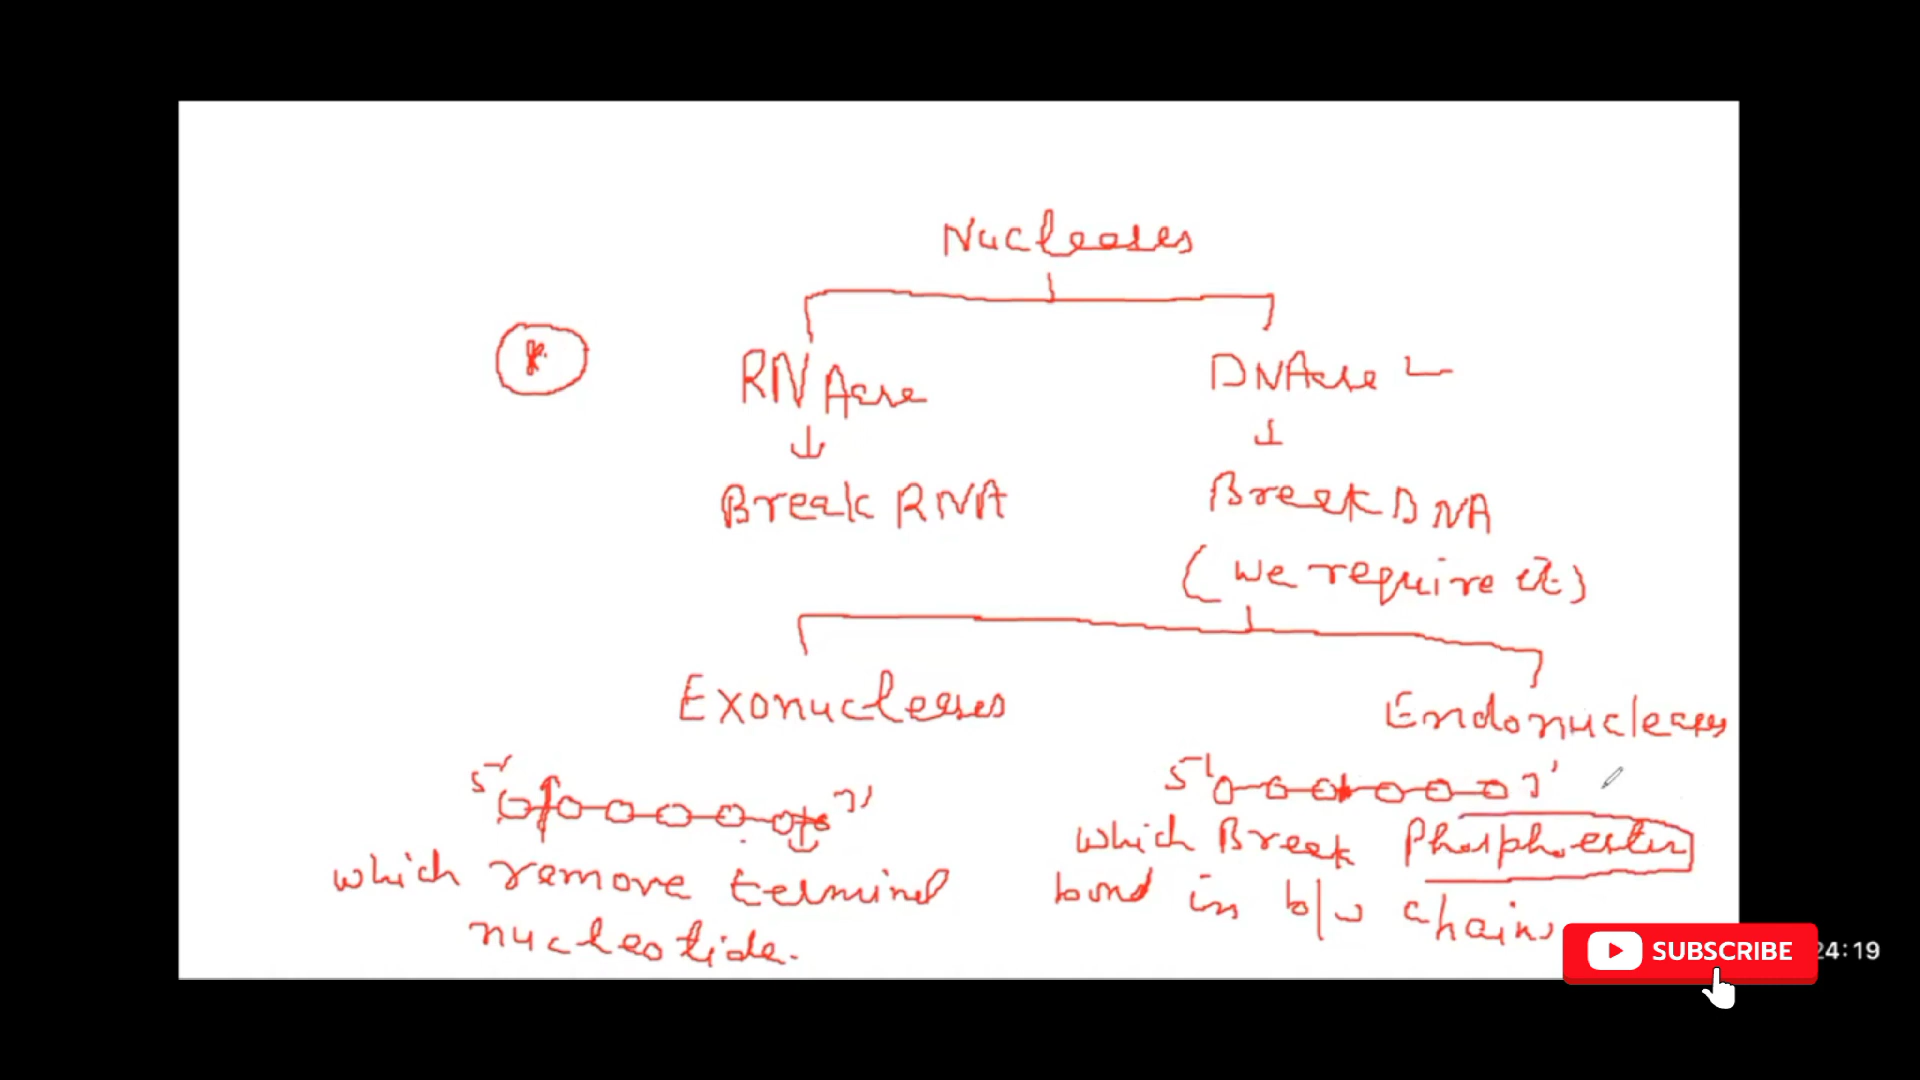 Nucleases
RNAase
DNAase
Break RNA
Break DNA
(we require it)
Exonucleases
Endonucleases
5' 3'
5' 3'
which remove terminal
nucleotide.
which Break Phosphoester
bond in b/w chains
SUBSCRIBE
24:19